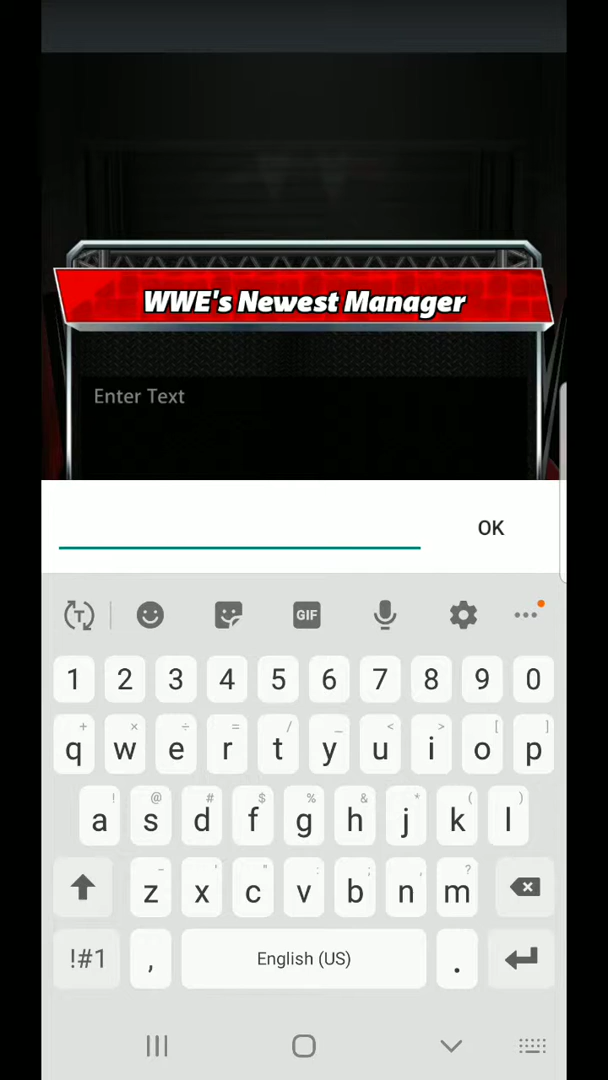 WWE's Newest Manager
Enter Text
OK
T GIF
1 2 3 4 5 6 7 8 9 0
+ × ÷ = / _ < > [ ]
q w e r t y u i o p
! @ # $ % & * ( )
a s d f g h j k l
- ' " : ; , ?
z x c v b n m
!#1 , English (US) .